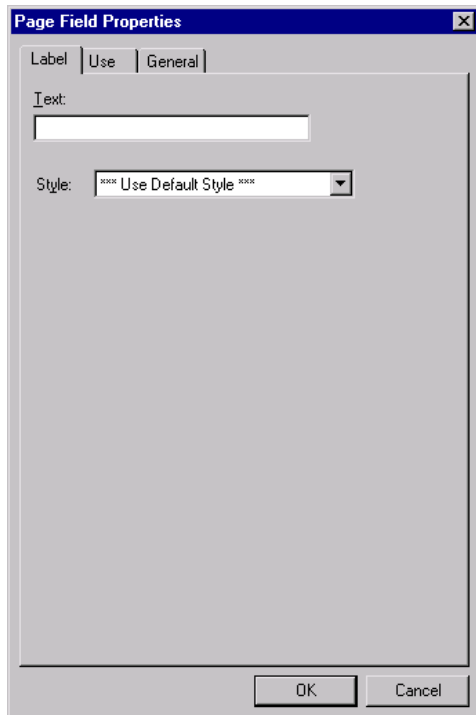 Page Field Properties
Label Use General
Text:
Style: *** Use Default Style ***
OK Cancel